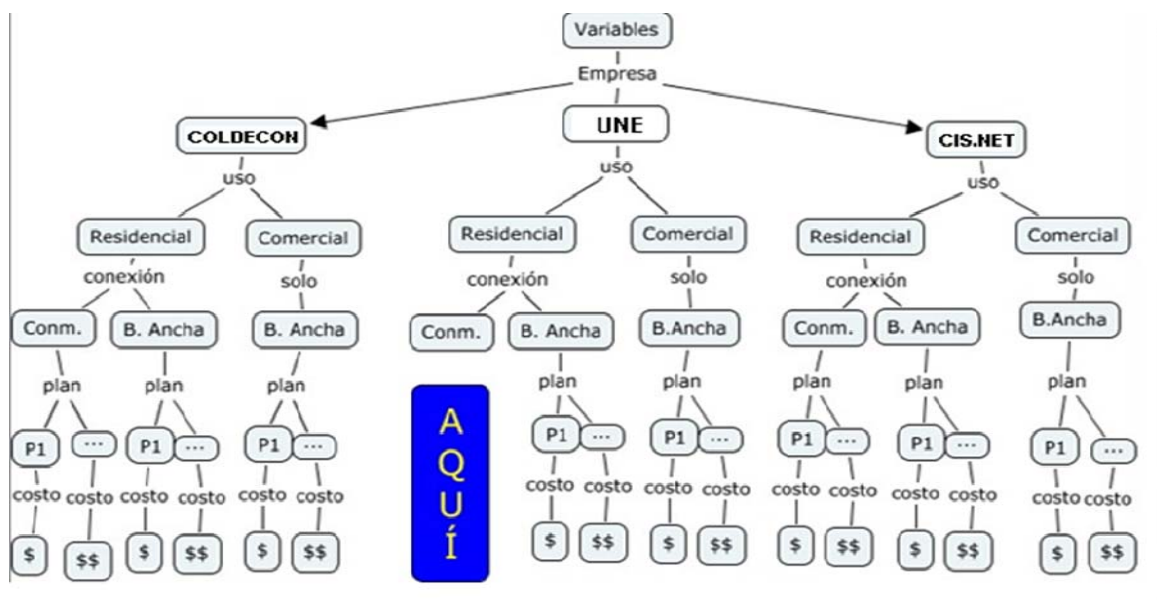 Variables
Empresa
COLDECON UNE CIS.NET
uso uso uso
Residencial Comercial Residencial Comercial Residencial Comercial
conexión solo conexión solo conexión solo
Conm. B. Ancha B. Ancha Conm. B. Ancha B.Ancha Conm. B. Ancha B.Ancha
plan plan plan plan plan plan plan plan
P1 ... P1 ... P1 ... P1 ... P1 ... P1 ... P1 ... P1 ...
costo costo costo costo costo costo costo costo costo costo costo costo costo costo costo costo
$ $$ $ $$ $ $$ $ $$ $ $$ $ $$ $ $$ $ $$
A
Q
U
Í